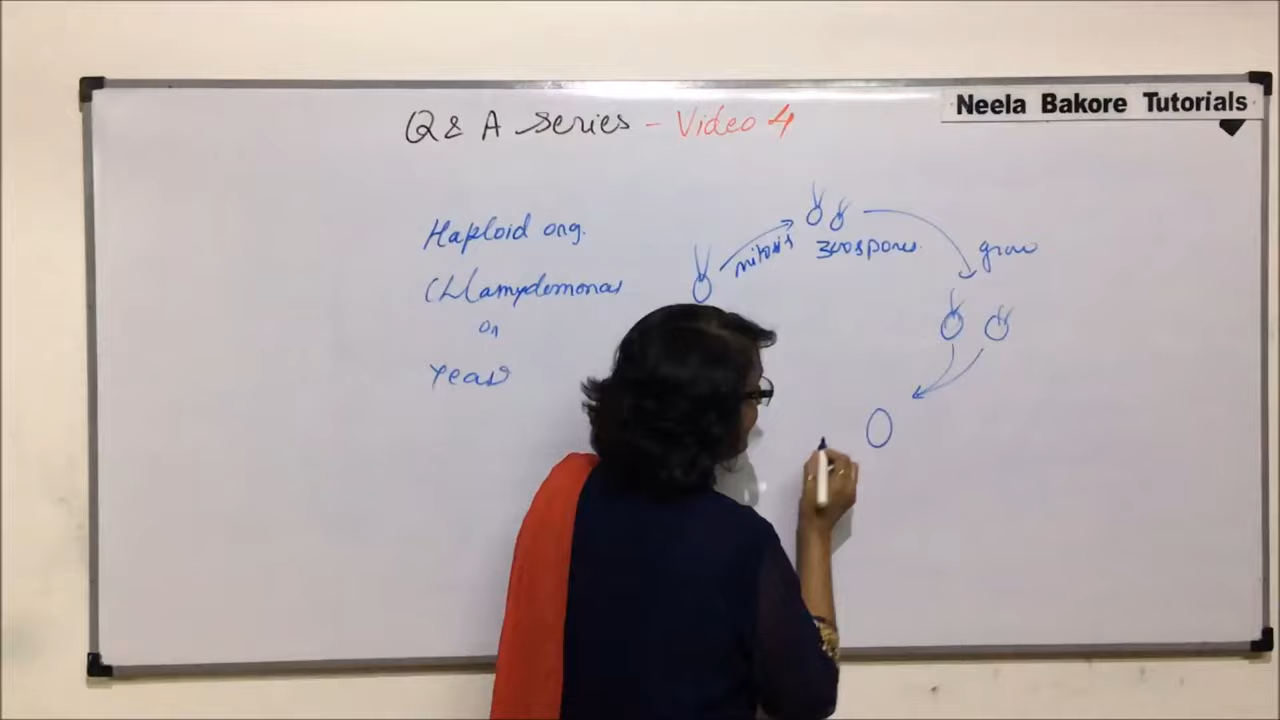 Neela Bakore Tutorials
Q & A Series - Video 4
Haploid org.
Chlamydomonas
or
Yeast
mitosis
zoospores.
grow